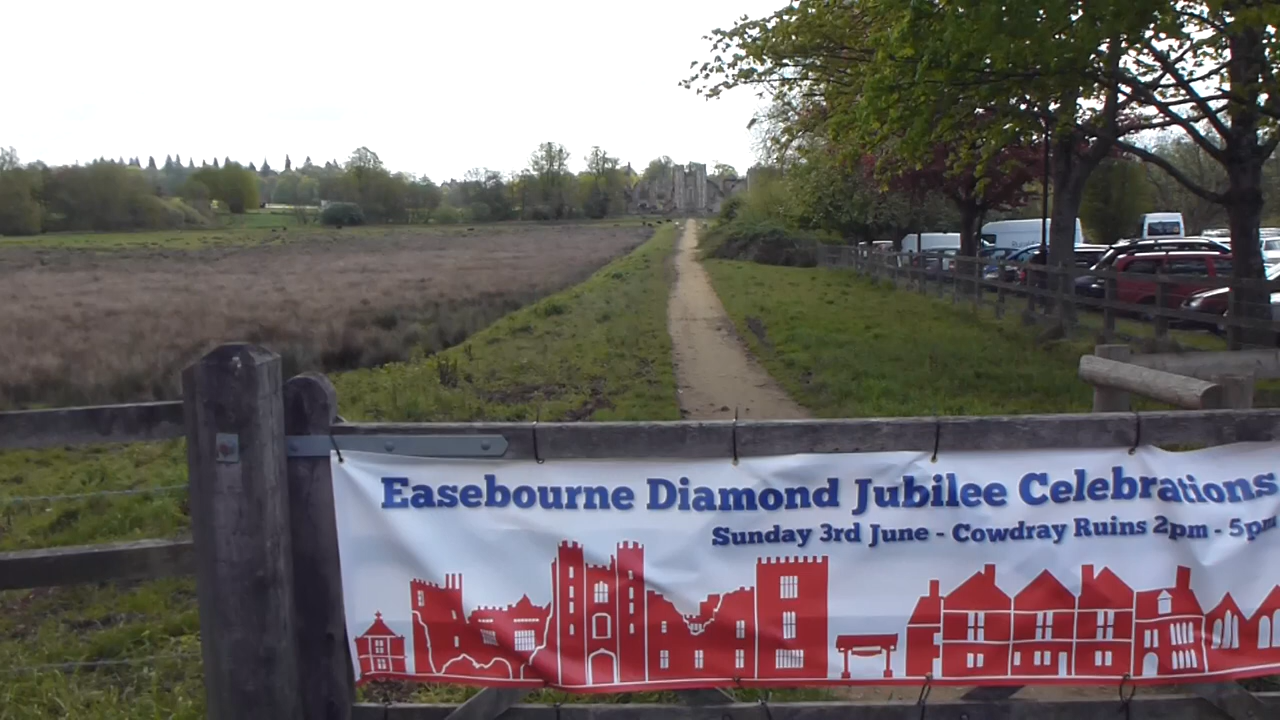 Easebourne Diamond Jubilee Celebrations
Sunday 3rd June - Cowdray Ruins 2pm - 5pm